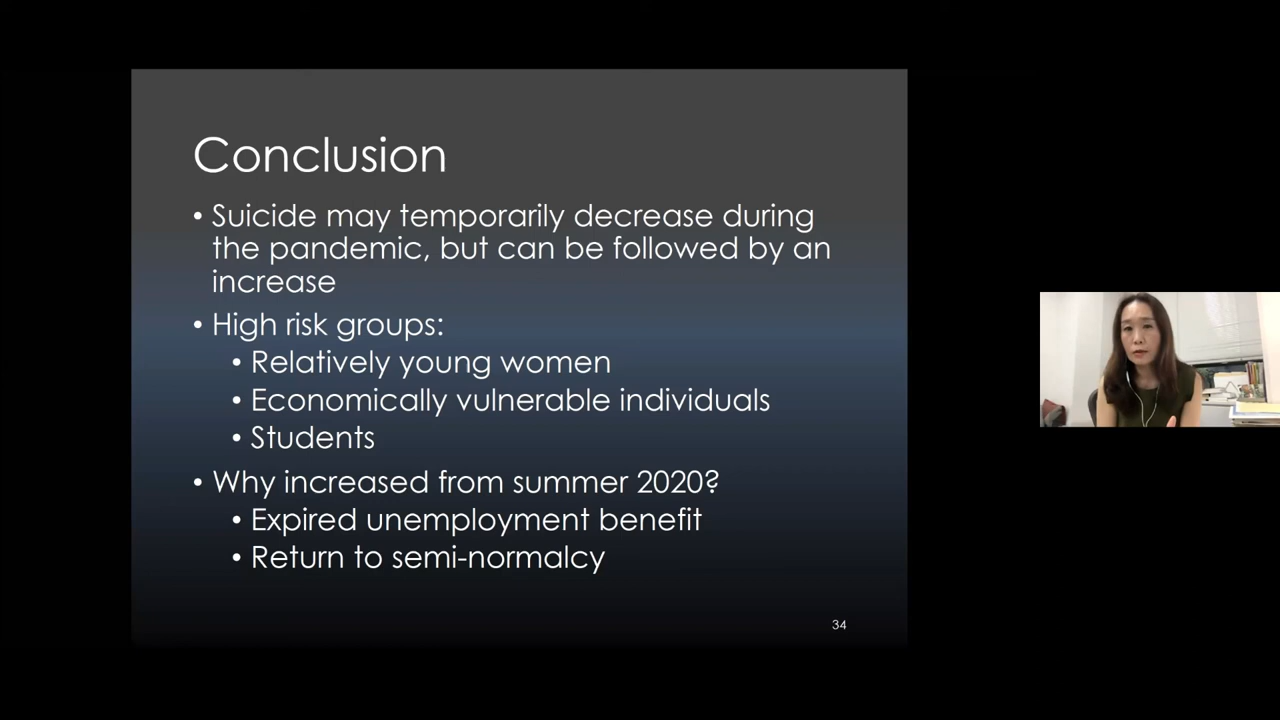 Conclusion
• Suicide may temporarily decrease during
the pandemic, but can be followed by an
increase
• High risk groups:
• Relatively young women
• Economically vulnerable individuals
• Students
• Why increased from summer 2020?
• Expired unemployment benefit
• Return to semi-normalcy
34